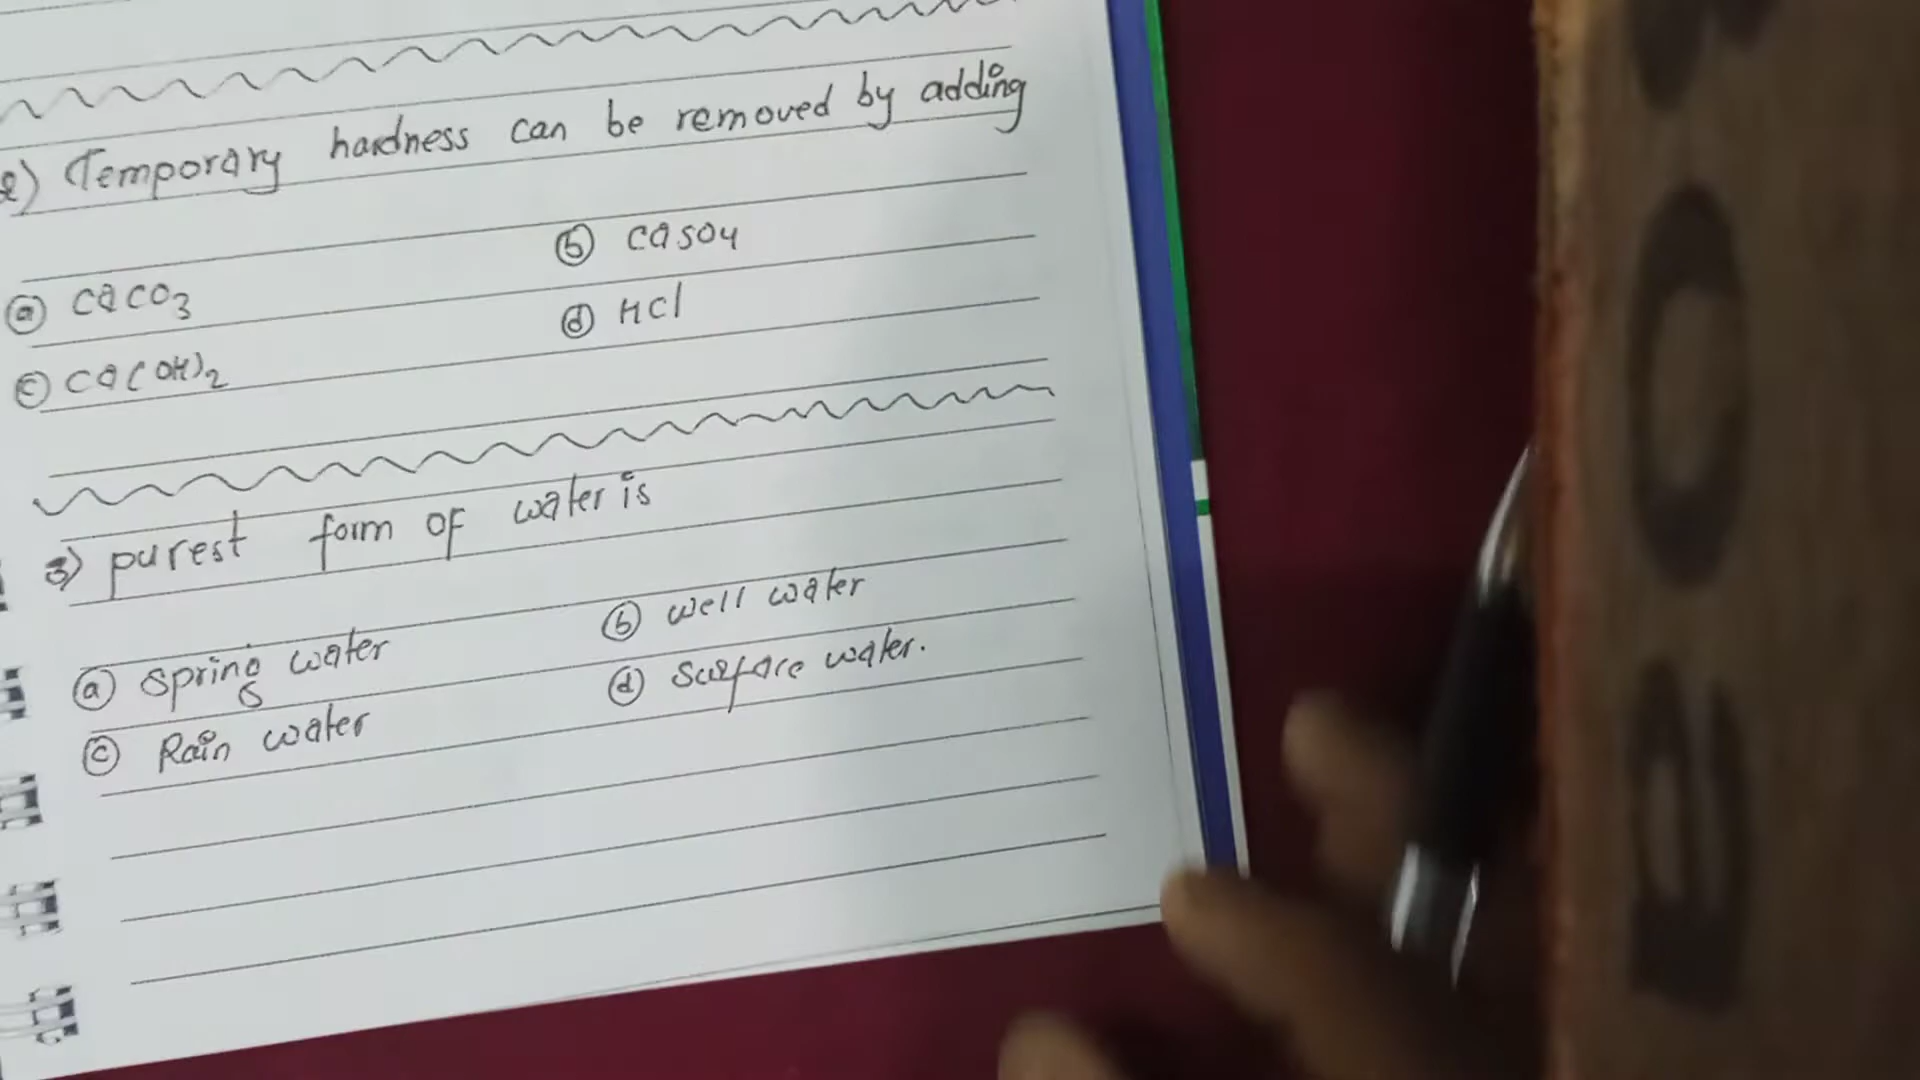 2) Temporary hardness can be removed by adding
ⓐ CaCO3 ⓑ CaSO4
ⓒ Ca(OH)2 ⓓ HCl
3) purest form of water is
ⓐ Spring water ⓑ well water
ⓒ Rain water ⓓ Surface water.